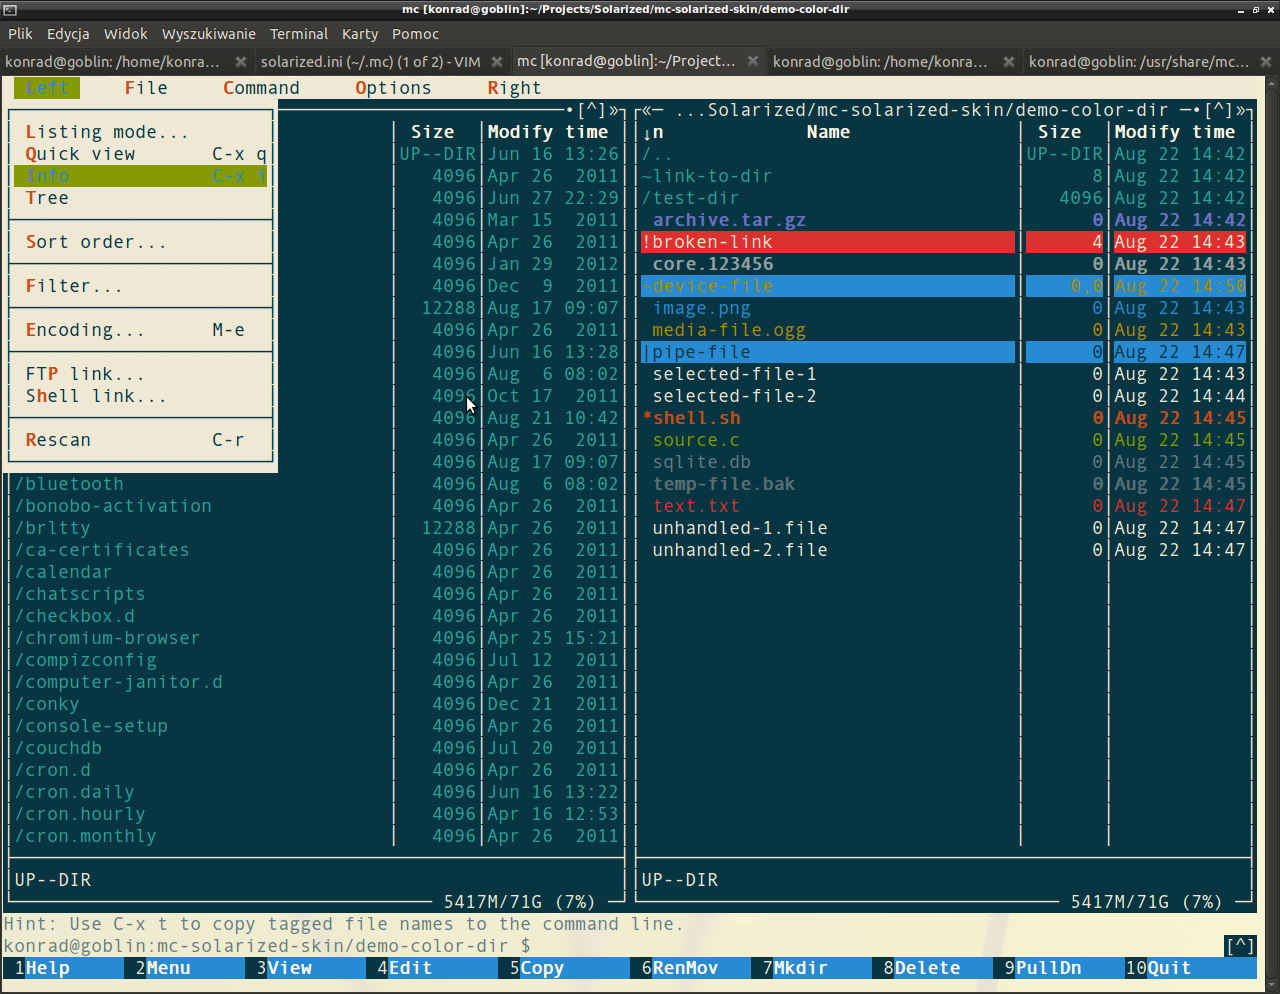 mc [konrad@goblin]:~/Projects/Solarized/mc-solarized-skin/demo-color-dir
Plik Edycja Widok Wyszukiwanie Terminal Karty Pomoc
konrad@goblin: /home/konra... solarized.ini (~/.mc) (1 of 2) - VIM mc [konrad@goblin]:~/Project... konrad@goblin: /home/konra... konrad@goblin: /usr/share/mc...
Left File Command Options Right
Listing mode...
Quick view C-x q
Info C-x i
Tree
Sort order...
Filter...
Encoding... M-e
FTP link...
Shell link...
Rescan C-r
•[^]»
Size Modify time
UP--DIR Jun 16 13:26
4096 Apr 26 2011
4096 Jun 27 22:29
4096 Mar 15 2011
4096 Apr 26 2011
4096 Jan 29 2012
4096 Dec 9 2011
12288 Aug 17 09:07
4096 Apr 26 2011
4096 Jun 16 13:28
4096 Aug 6 08:02
4096 Oct 17 2011
4096 Aug 21 10:42
4096 Apr 26 2011
4096 Aug 17 09:07
/bluetooth 4096 Aug 6 08:02
/bonobo-activation 4096 Apr 26 2011
/brltty 12288 Apr 26 2011
/ca-certificates 4096 Apr 26 2011
/calendar 4096 Apr 26 2011
/chatscripts 4096 Apr 26 2011
/checkbox.d 4096 Apr 26 2011
/chromium-browser 4096 Apr 25 15:21
/compizconfig 4096 Jul 12 2011
/computer-janitor.d 4096 Apr 26 2011
/conky 4096 Dec 21 2011
/console-setup 4096 Apr 26 2011
/couchdb 4096 Jul 20 2011
/cron.d 4096 Apr 26 2011
/cron.daily 4096 Jun 16 13:22
/cron.hourly 4096 Apr 16 12:53
/cron.monthly 4096 Apr 26 2011
UP--DIR
5417M/71G (7%)
«─ ...Solarized/mc-solarized-skin/demo-color-dir ─•[^]»
↓n Name Size Modify time
/.. UP--DIR Aug 22 14:42
~link-to-dir 8 Aug 22 14:42
/test-dir 4096 Aug 22 14:42
archive.tar.gz 0 Aug 22 14:42
!broken-link 4 Aug 22 14:43
core.123456 0 Aug 22 14:43
-device-file 0,0 Aug 22 14:50
image.png 0 Aug 22 14:43
media-file.ogg 0 Aug 22 14:43
|pipe-file 0 Aug 22 14:47
selected-file-1 0 Aug 22 14:43
selected-file-2 0 Aug 22 14:44
*shell.sh 0 Aug 22 14:45
source.c 0 Aug 22 14:45
sqlite.db 0 Aug 22 14:45
temp-file.bak 0 Aug 22 14:45
text.txt 0 Aug 22 14:47
unhandled-1.file 0 Aug 22 14:47
unhandled-2.file 0 Aug 22 14:47
UP--DIR
5417M/71G (7%)
Hint: Use C-x t to copy tagged file names to the command line.
konrad@goblin:mc-solarized-skin/demo-color-dir $ [^]
1Help 2Menu 3View 4Edit 5Copy 6RenMov 7Mkdir 8Delete 9PullDn 10Quit